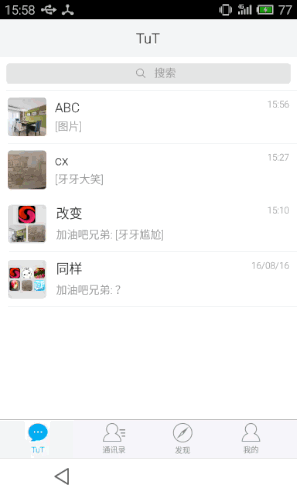 15:58 77
TuT
搜索
ABC 15:56
[图片]
cx 15:27
[牙牙大笑]
改变 15:10
加油吧兄弟: [牙牙尴尬]
同样 16/08/16
加油吧兄弟: ?
TuT 通讯录 发现 我的